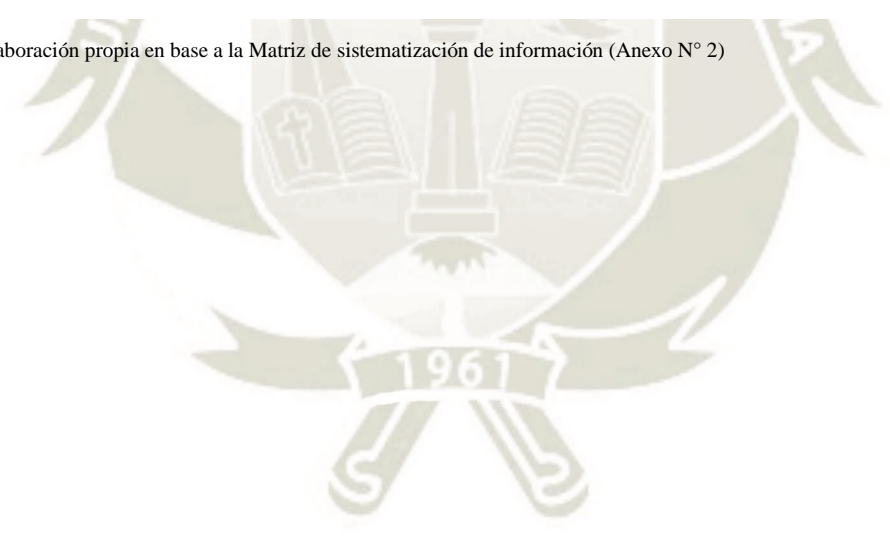 aboración propia en base a la Matriz de sistematización de información (Anexo N° 2)
1961